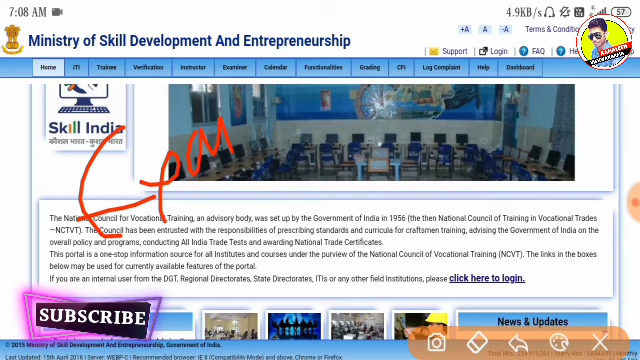 7:08 AM 4.9KB/s 57
Ministry of Skill Development And Entrepreneurship
+A A -A Terms & Conditio
Support Login FAQ He
Home ITI Trainee Verification Instructor Examiner Calendar Functionalities Grading CFI Log Complaint Help Dashboard
Skill India
कौशल भारत-कुशल भारत
The National Council for Vocational Training, an advisory body, was set up by the Government of India in 1956 (the then National Council of Training in Vocational Trades
—NCTVT). The Council has been entrusted with the responsibilities of prescribing standards and curricula for craftsmen training, advising the Government of India on the
overall policy and programs, conducting All India Trade Tests and awarding National Trade Certificates.
This portal is a one-stop information source for all Institutes and courses under the purview of the National Council of Vocational Training (NCVT). The links in the boxes
below may be used for currently available features of the portal.
If you are an internal user from the DGT, Regional Directorates, State Directorates, ITIs or any other field Institutions, please click here to login.
SUBSCRIBE
News & Updates
© 2015 Ministry of Skill Development And Entrepreneurship, Government of India.
Last Updated: 15th April 2016 | Server: WEBP-C | Recommended browser: IE 8 (Compatibility Mode) and above, Chrome or Firefox.